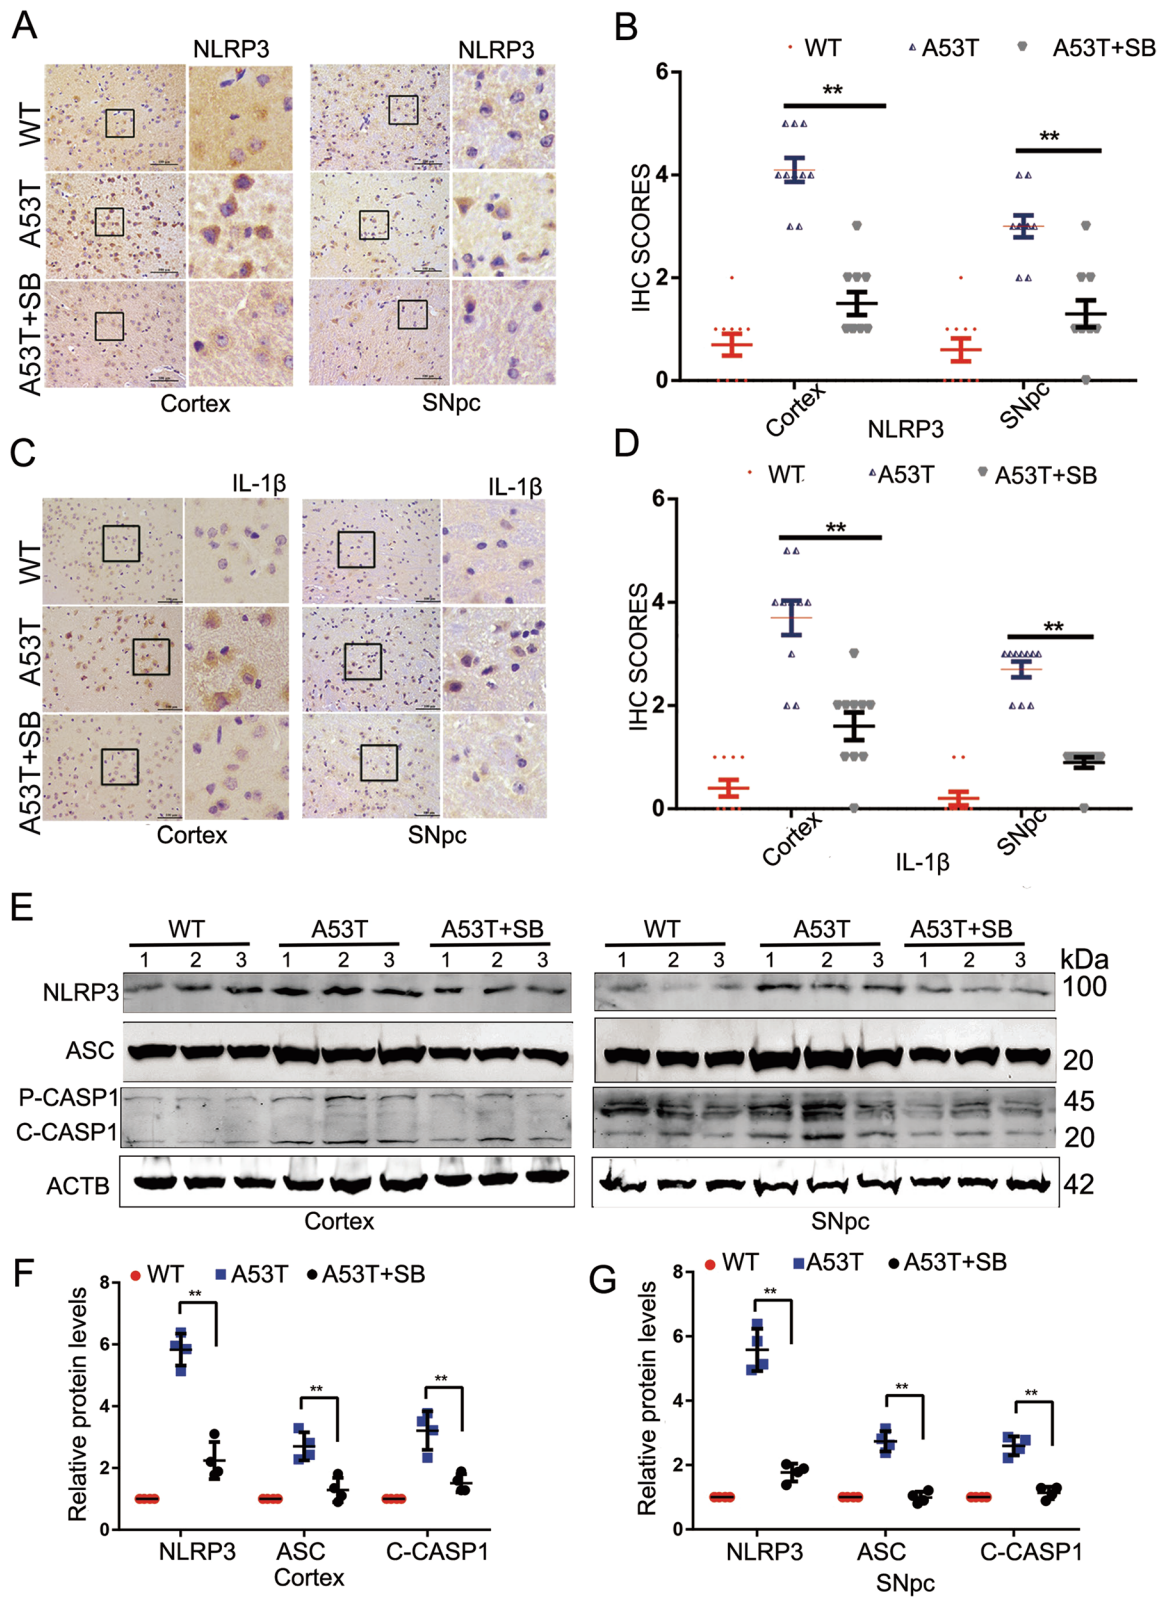 A
NLRP3
NLRP3
WT
A53T
A53T+SB
Cortex
SNpc
B
WT
A53T
A53T+SB
IHC SCORES
6
4
2
0
**
**
Cortex
SNpc
NLRP3
C
IL-1β
IL-1β
WT
A53T
A53T+SB
Cortex
SNpc
D
WT
A53T
A53T+SB
IHC SCORES
6
4
2
0
**
**
Cortex
SNpc
IL-1β
E
WT
A53T
A53T+SB
WT
A53T
A53T+SB
1 2 3 1 2 3 1 2 3
1 2 3 1 2 3 1 2 3
kDa
NLRP3
100
ASC
20
P-CASP1
45
C-CASP1
20
ACTB
42
Cortex
SNpc
F
WT
A53T
A53T+SB
Relative protein levels
8
6
4
2
0
**
**
**
NLRP3
ASC
C-CASP1
Cortex
G
WT
A53T
A53T+SB
Relative protein levels
8
6
4
2
0
**
**
**
NLRP3
ASC
C-CASP1
SNpc